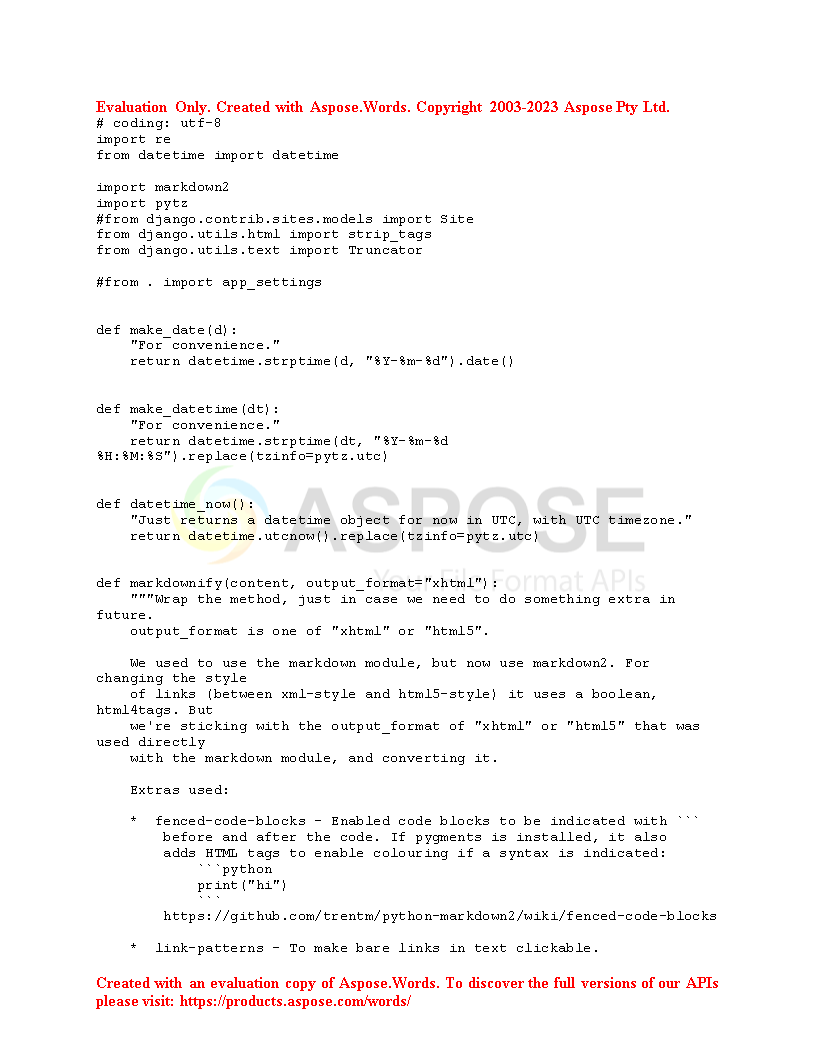 Evaluation Only. Created with Aspose.Words. Copyright 2003-2023 Aspose Pty Ltd.
# coding: utf-8
import re
from datetime import datetime

import markdown2
import pytz
#from django.contrib.sites.models import Site
from django.utils.html import strip_tags
from django.utils.text import Truncator

#from . import app_settings


def make_date(d):
    "For convenience."
    return datetime.strptime(d, "%Y-%m-%d").date()


def make_datetime(dt):
    "For convenience."
    return datetime.strptime(dt, "%Y-%m-%d
%H:%M:%S").replace(tzinfo=pytz.utc)


def datetime_now():
    "Just returns a datetime object for now in UTC, with UTC timezone."
    return datetime.utcnow().replace(tzinfo=pytz.utc)
ASPOSE
Your File Format APIs


def markdownify(content, output_format="xhtml"):
    """Wrap the method, just in case we need to do something extra in
future.
    output_format is one of "xhtml" or "html5".

    We used to use the markdown module, but now use markdown2. For
changing the style
    of links (between xml-style and html5-style) it uses a boolean,
html4tags. But
    we're sticking with the output_format of "xhtml" or "html5" that was
used directly
    with the markdown module, and converting it.

    Extras used:

    *  fenced-code-blocks - Enabled code blocks to be indicated with ```
        before and after the code. If pygments is installed, it also
        adds HTML tags to enable colouring if a syntax is indicated:
            ```python
            print("hi")
            ```
        https://github.com/trentm/python-markdown2/wiki/fenced-code-blocks

    *  link-patterns - To make bare links in text clickable.

Created with an evaluation copy of Aspose.Words. To discover the full versions of our APIs
please visit: https://products.aspose.com/words/